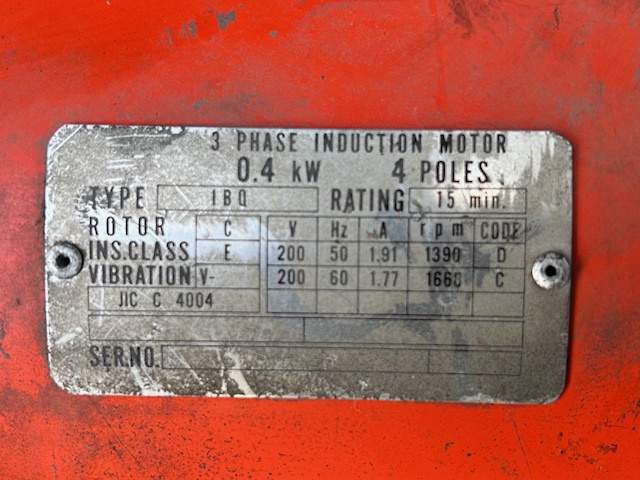 3 PHASE INDUCTION MOTOR
0.4 kW 4 POLES
TYPE IBQ RATING 15 min.
ROTOR C V Hz A rpm CODE
INS.CLASS E 200 50 1.91 1390 D
VIBRATION V- 200 60 1.77 1668 C
JIC C 4004
SER.NO.